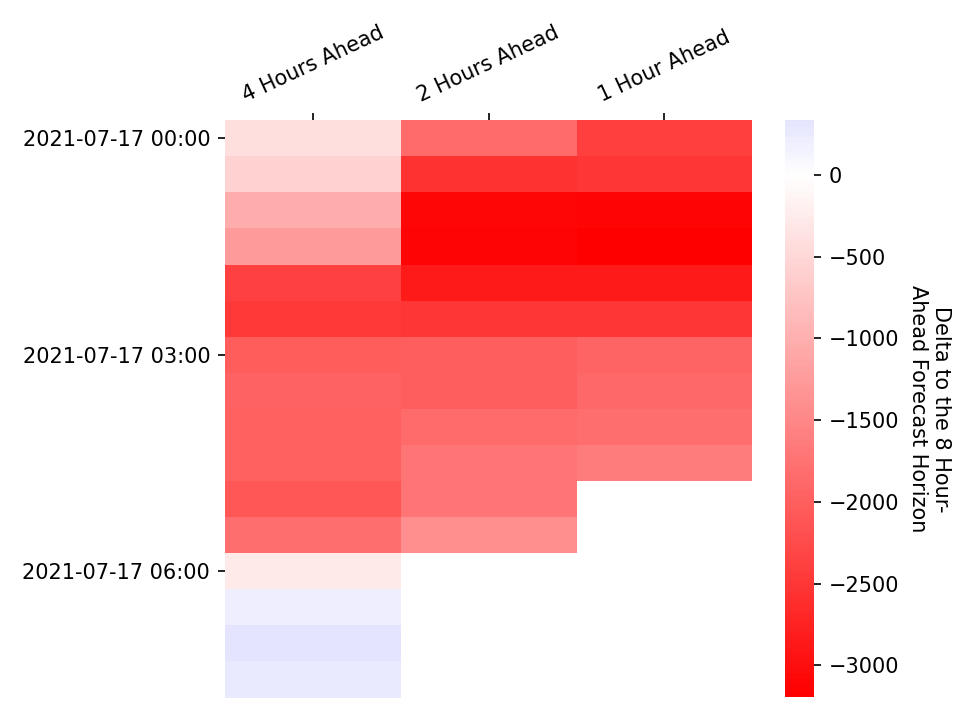 4 Hours Ahead
2 Hours Ahead
1 Hour Ahead
2021-07-17 00:00
2021-07-17 03:00
2021-07-17 06:00
0
−500
−1000
−1500
−2000
−2500
−3000
Delta to the 8 Hour-
Ahead Forecast Horizon